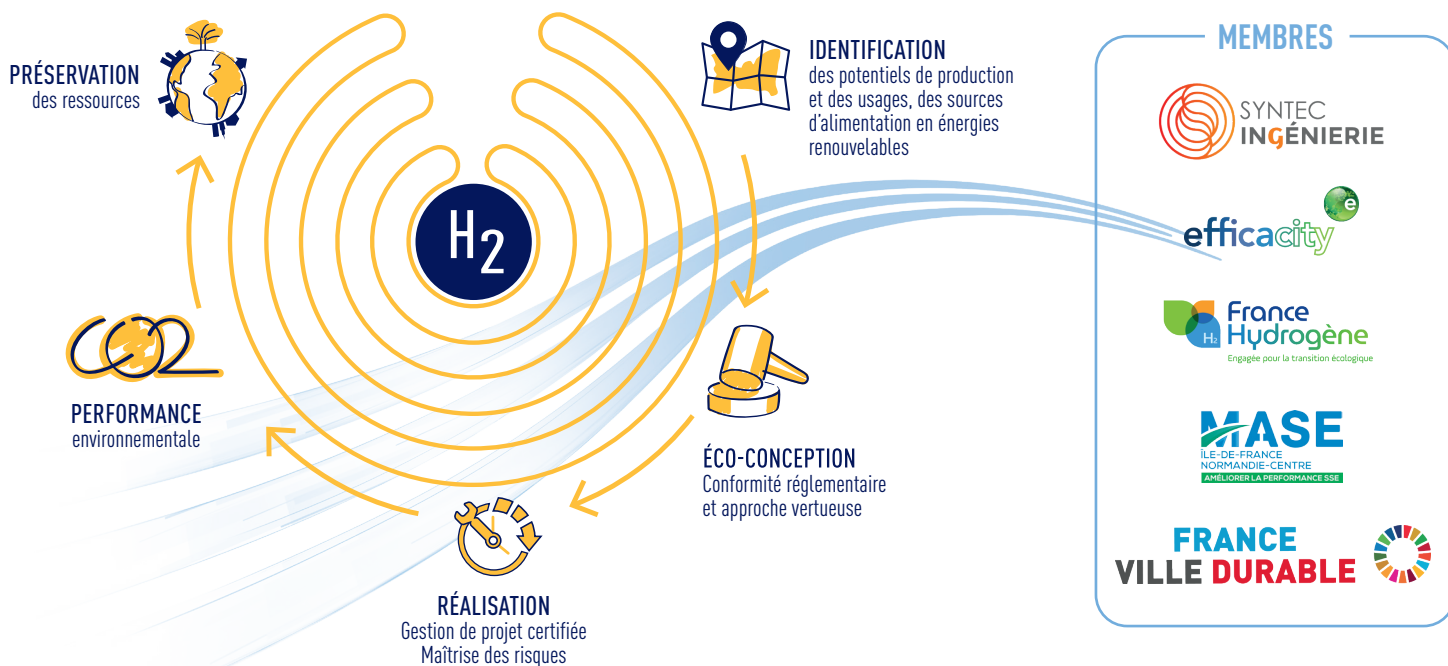 PRÉSERVATION
des ressources
IDENTIFICATION
des potentiels de production
et des usages, des sources
d'alimentation en énergies
renouvelables
H2
CO2
PERFORMANCE
environnementale
ÉCO-CONCEPTION
Conformité réglementaire
et approche vertueuse
RÉALISATION
Gestion de projet certifiée
Maîtrise des risques
MEMBRES
SYNTEC
INGÉNIERIE
e
efficacity
France
H2 Hydrogène
Engagée pour la transition écologique
MASE
ÎLE-DE-FRANCE
NORMANDIE-CENTRE
AMÉLIORER LA PERFORMANCE SSE
FRANCE
VILLE DURABLE